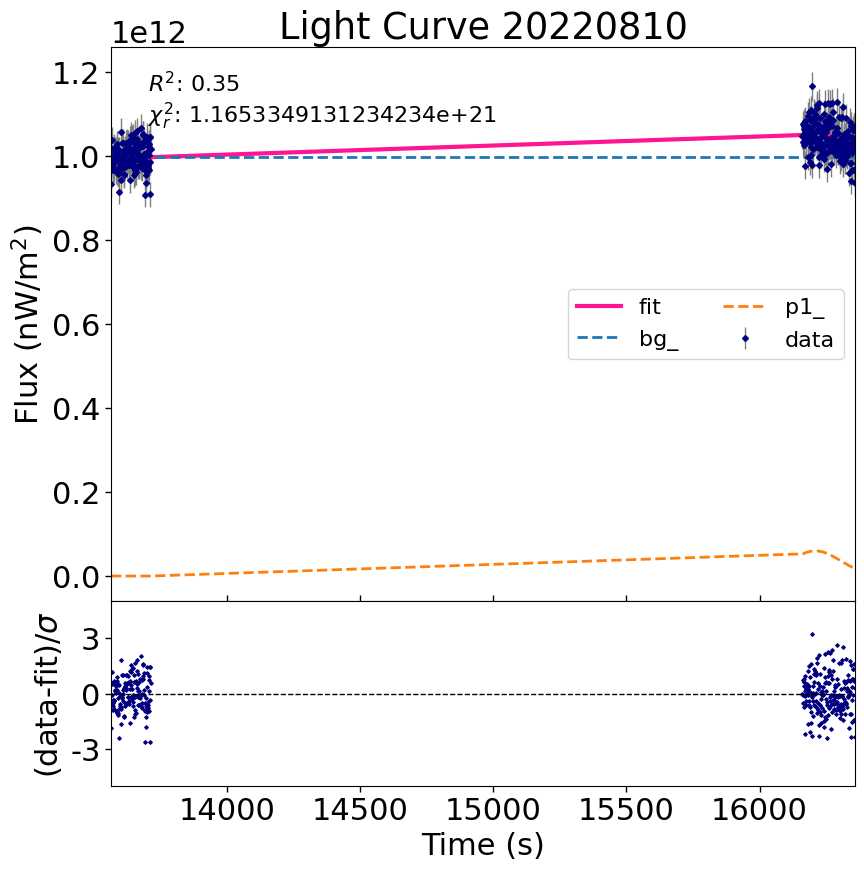 Light Curve 20220810
1e12
R²: 0.35
χ²ᵣ: 1.1653349131234234e+21
1.2
1.0
0.8
0.6
0.4
0.2
0.0
Flux (nW/m²)
fit
bg_
p1_
data
3
0
-3
(data-fit)/σ
14000
14500
15000
15500
16000
Time (s)